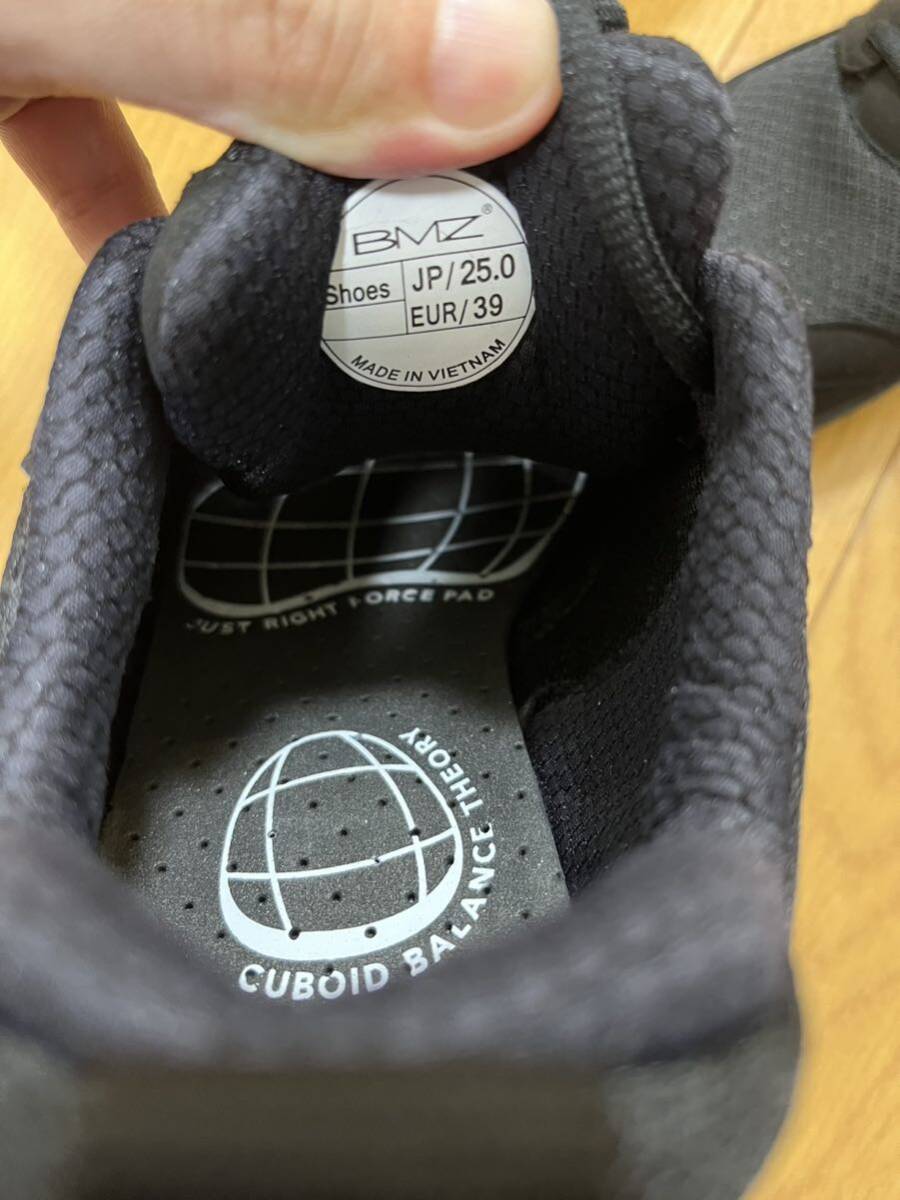 BMZ®
Shoes
JP/25.0
EUR/39
MADE IN VIETNAM
JUST RIGHT FORCE PAD
CUBOID BALANCE THEORY